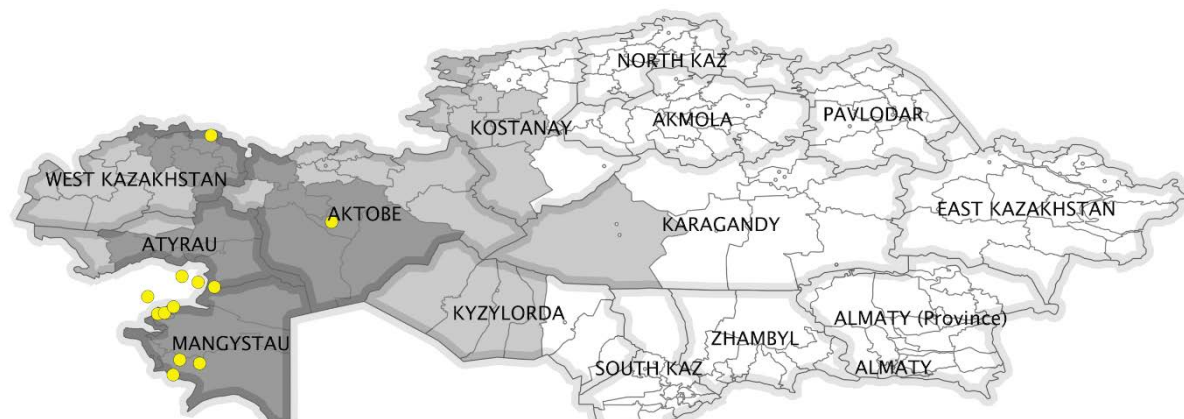 NORTH KAZ
KOSTANAY
AKMOLA
PAVLODAR
WEST KAZAKHSTAN
AKTOBE
KARAGANDY
EAST KAZAKHSTAN
ATYRAU
KYZYLORDA
ALMATY (Province)
MANGYSTAU
ZHAMBYL
SOUTH KAZ
ALMATY